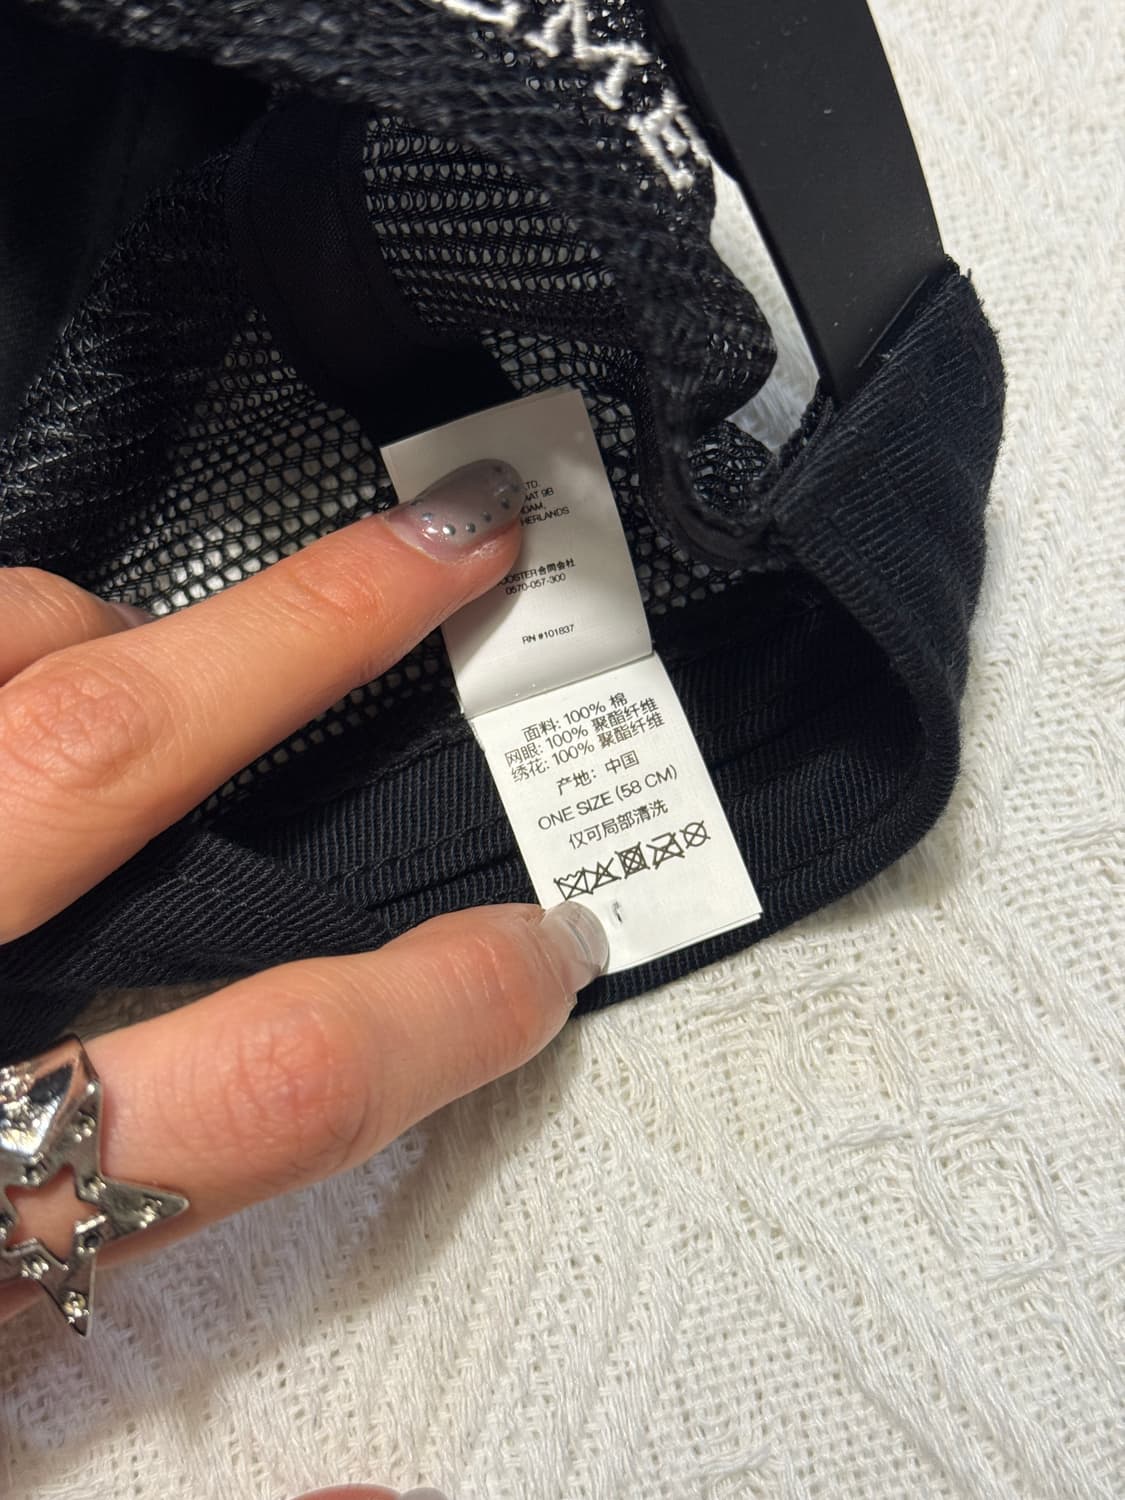 TD.
AAT 9B
DAM,
HERLANDS
OOSTER合同会社
0570-057-300
RN #101837
面料: 100% 棉
网眼: 100% 聚酯纤维
绣花: 100% 聚酯纤维
产地: 中国
ONE SIZE (58 CM)
仅可局部清洗